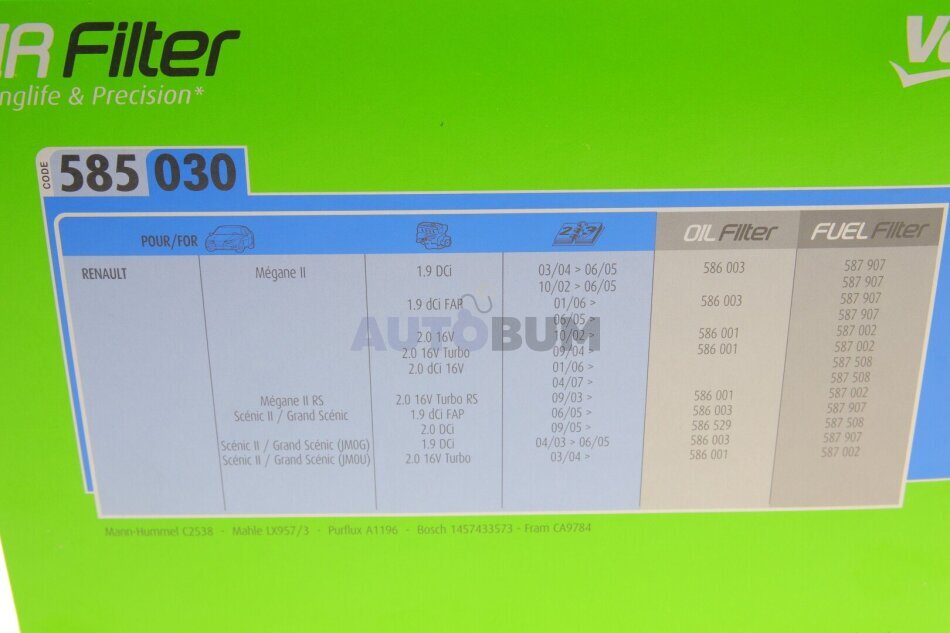 IR Filter
nglife & Precision*
Va
CODE 585 030
POUR/FOR OIL Filter FUEL Filter
RENAULT Mégane II 1.9 DCi 03/04 > 06/05 586 003 587 907
10/02 > 06/05 587 907
1.9 dCi FAP 01/06 > 586 003 587 907
06/05 > 587 907
2.0 16V 10/02 > 586 001 587 002
2.0 16V Turbo 09/04 > 586 001 587 002
2.0 dCi 16V 01/06 > 587 508
04/07 > 587 508
Mégane II RS 2.0 16V Turbo RS 09/03 > 586 001 587 002
Scénic II / Grand Scénic 1.9 dCi FAP 06/05 > 586 003 587 907
2.0 DCi 09/05 > 586 529 587 508
Scénic II / Grand Scénic (JM0G) 1.9 DCi 04/03 > 06/05 586 003 587 907
Scénic II / Grand Scénic (JM0U) 2.0 16V Turbo 03/04 > 586 001 587 002
AUTOBUM
Mann-Hummel C2538 - Mahle LX957/3 - Purflux A1196 - Bosch 1457433573 - Fram CA9784